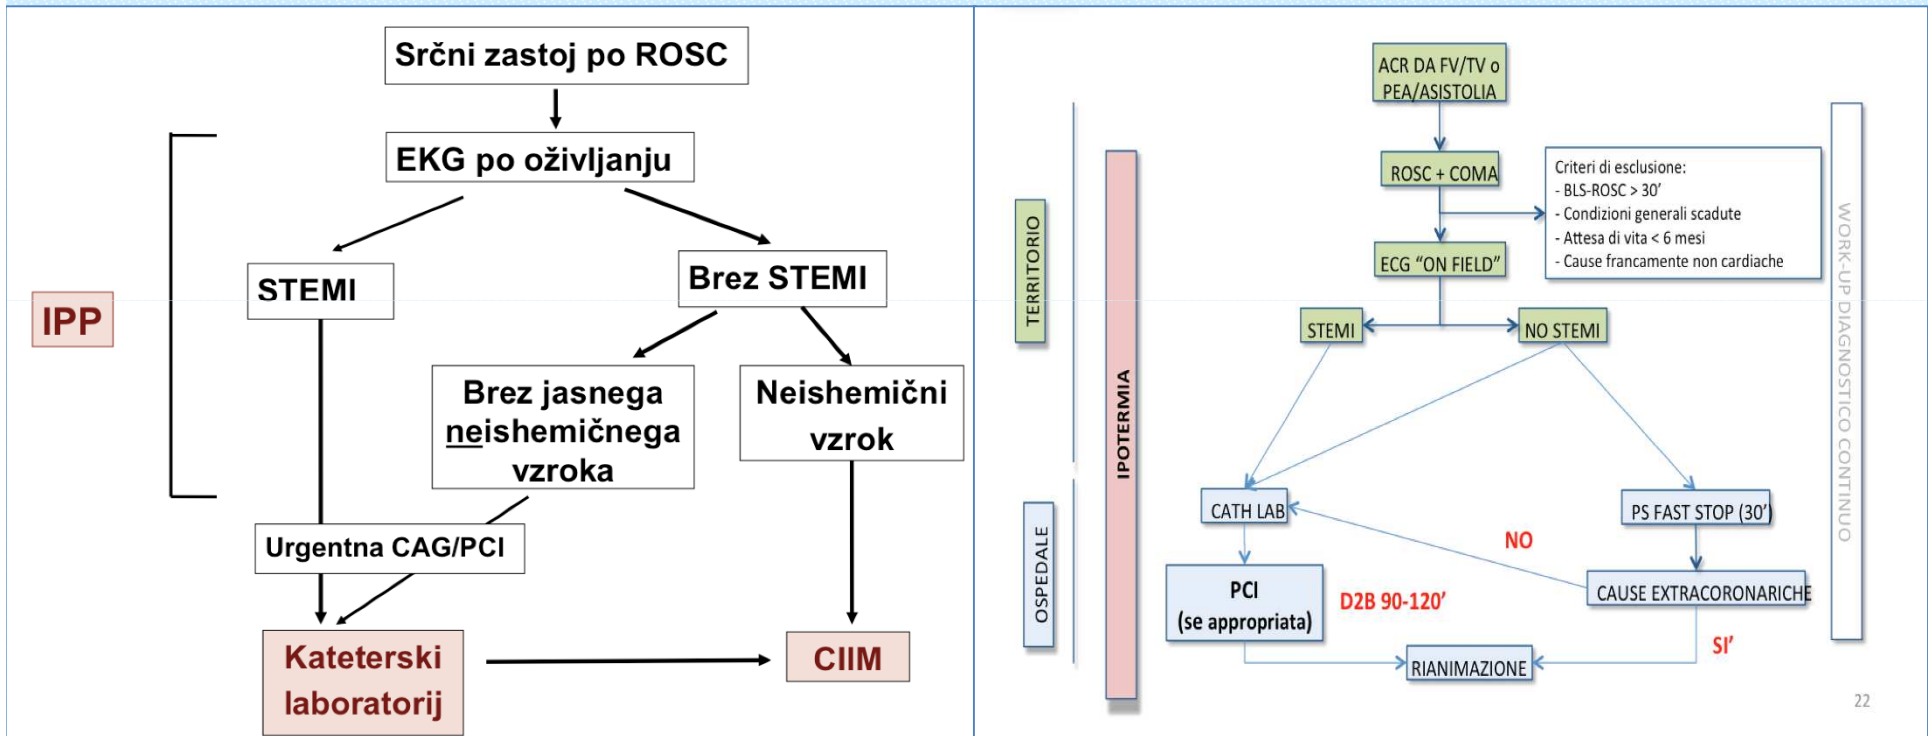 Srčni zastoj po ROSC
EKG po oživljanju
STEMI
Brez STEMI
IPP
Brez jasnega
neishemičnega
vzroka
Neishemični
vzrok
Urgentna CAG/PCI
Kateterski
laboratorij
CIIM
ACR DA FV/TV o
PEA/ASISTOLIA
ROSC + COMA
Criteri di esclusione:
- BLS-ROSC > 30'
- Condizioni generali scadute
- Attesa di vita < 6 mesi
- Cause francamente non cardiache
ECG "ON FIELD"
TERRITORIO
STEMI
NO STEMI
IPOTERMIA
WORK-UP DIAGNOSTICO CONTINUO
OSPEDALE
CATH LAB
PS FAST STOP (30')
NO
PCI
(se appropriata)
D2B 90-120'
CAUSE EXTRACORONARICHE
SI'
RIANIMAZIONE
22